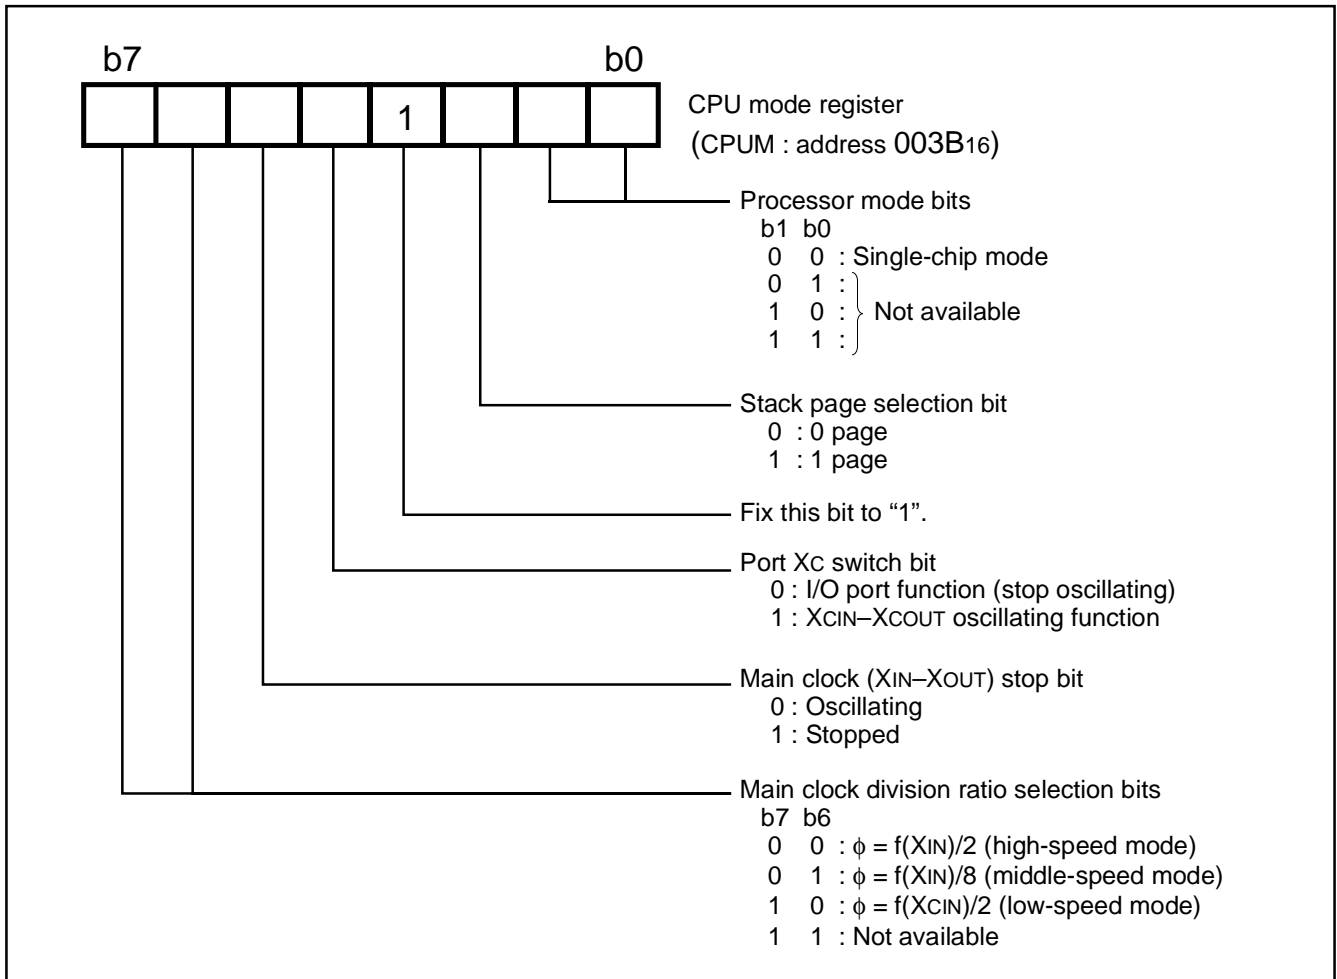 b7 b0
1
CPU mode register
(CPUM : address 003B16)
Processor mode bits
b1 b0
0 0 : Single-chip mode
0 1 :
1 0 : Not available
1 1 :
Stack page selection bit
0 : 0 page
1 : 1 page
Fix this bit to “1”.
Port XC switch bit
0 : I/O port function (stop oscillating)
1 : XCIN–XCOUT oscillating function
Main clock (XIN–XOUT) stop bit
0 : Oscillating
1 : Stopped
Main clock division ratio selection bits
b7 b6
0 0 : φ = f(XIN)/2 (high-speed mode)
0 1 : φ = f(XIN)/8 (middle-speed mode)
1 0 : φ = f(XCIN)/2 (low-speed mode)
1 1 : Not available